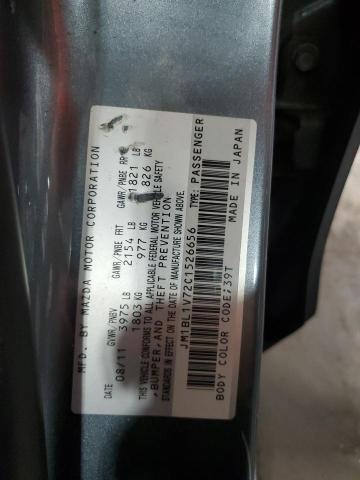 MFD. BY MAZDA MOTOR CORPORATION
DATE GVWR/PNBV GAWR/PNBE FRT GAWR/PNBE RR
08/11 3975 LB 2154 LB 1821 LB
1803 KG 977 KG 826 KG
THIS VEHICLE CONFORMS TO ALL APPLICABLE FEDERAL MOTOR VEHICLE SAFETY
,BUMPER,AND THEFT PREVENTION
STANDARDS IN EFFECT ON THE DATE OF MANUFACTURE SHOWN ABOVE.
JM1BL1V72C1526656 TYPE: PASSENGER
BODY COLOR CODE;39T MADE IN JAPAN